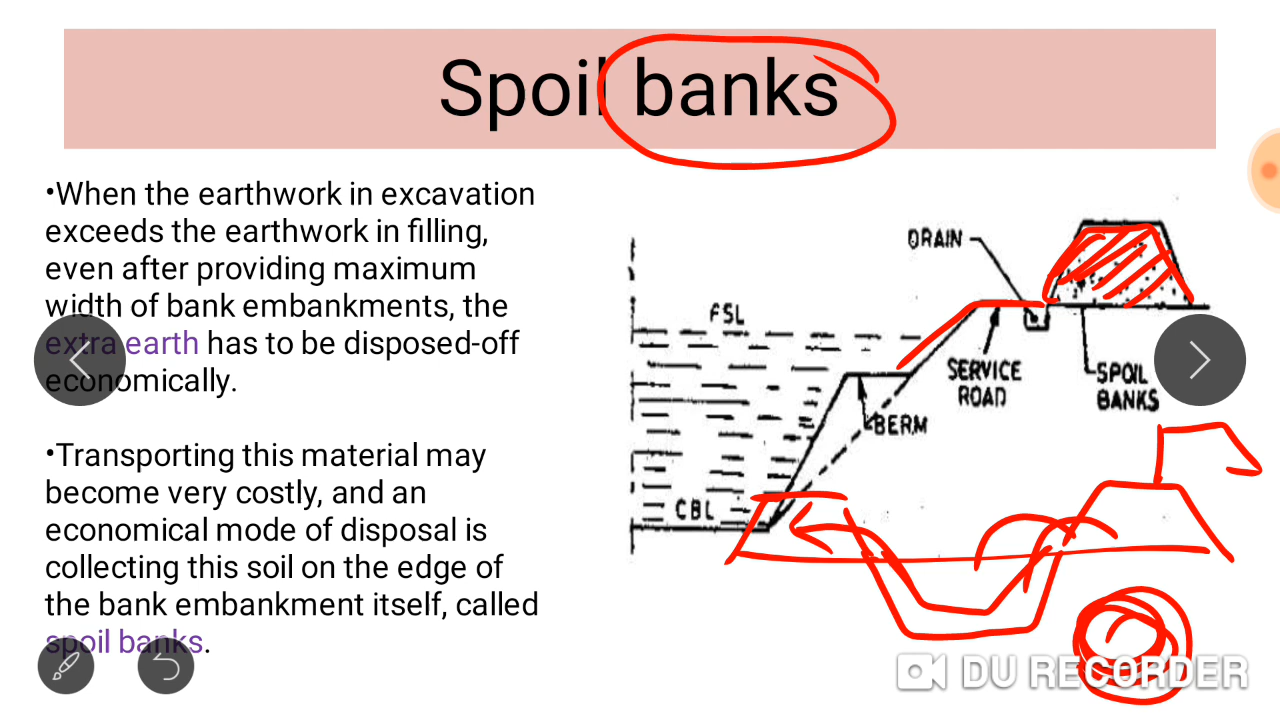 Spoil banks
•When the earthwork in excavation
exceeds the earthwork in filling,
even after providing maximum
width of bank embankments, the
extra earth has to be disposed-off
economically.
•Transporting this material may
become very costly, and an
economical mode of disposal is
collecting this soil on the edge of
the bank embankment itself, called
spoil banks.
DRAIN
FSL
SERVICE
ROAD
SPOIL
BANKS
BERM
CBL
DU RECORDER